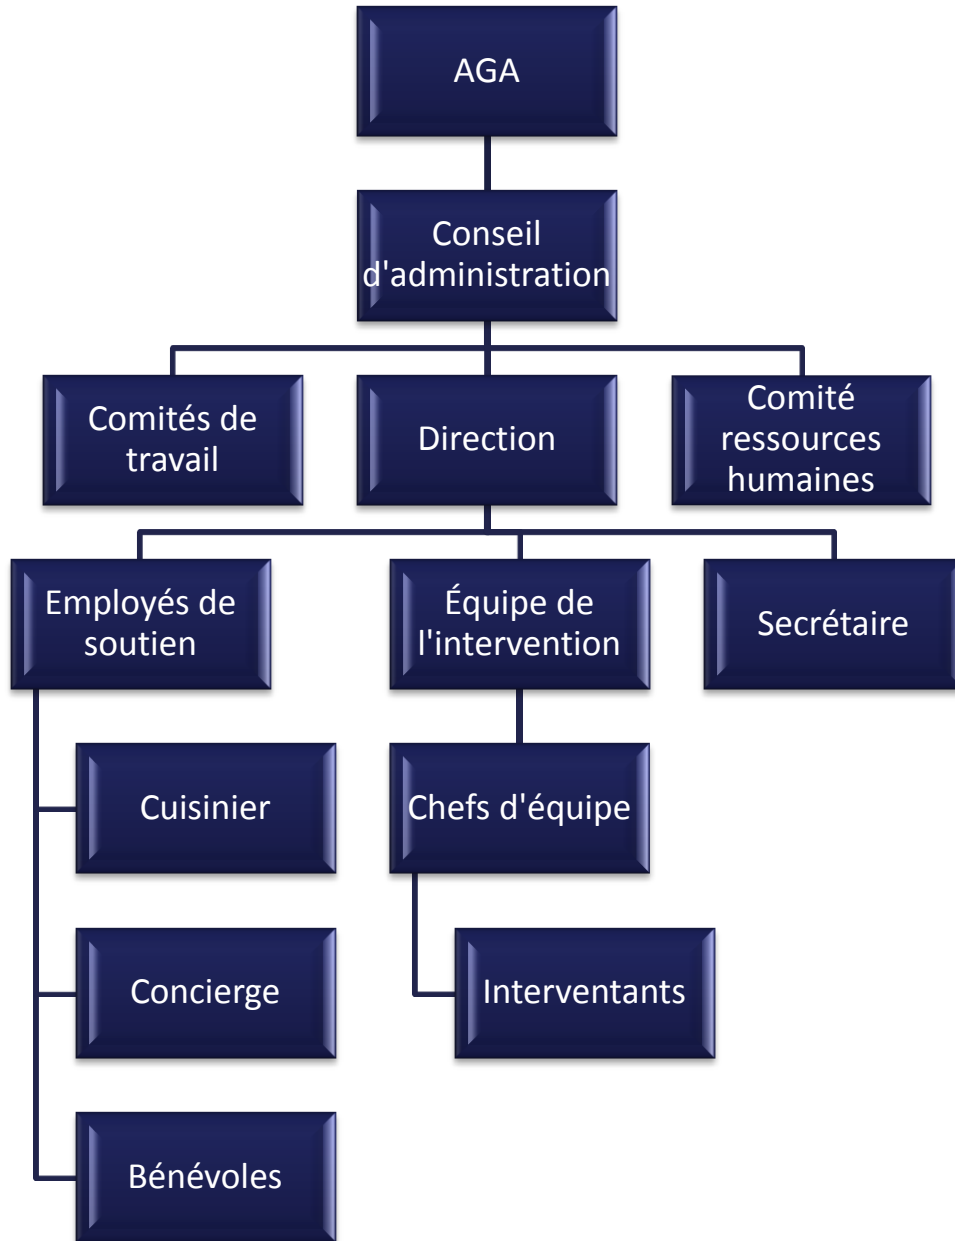 AGA
Conseil
d'administration
Comités de
travail
Direction
Comité
ressources
humaines
Employés de
soutien
Équipe de
l'intervention
Secrétaire
Cuisinier
Chefs d'équipe
Concierge
Interventants
Bénévoles